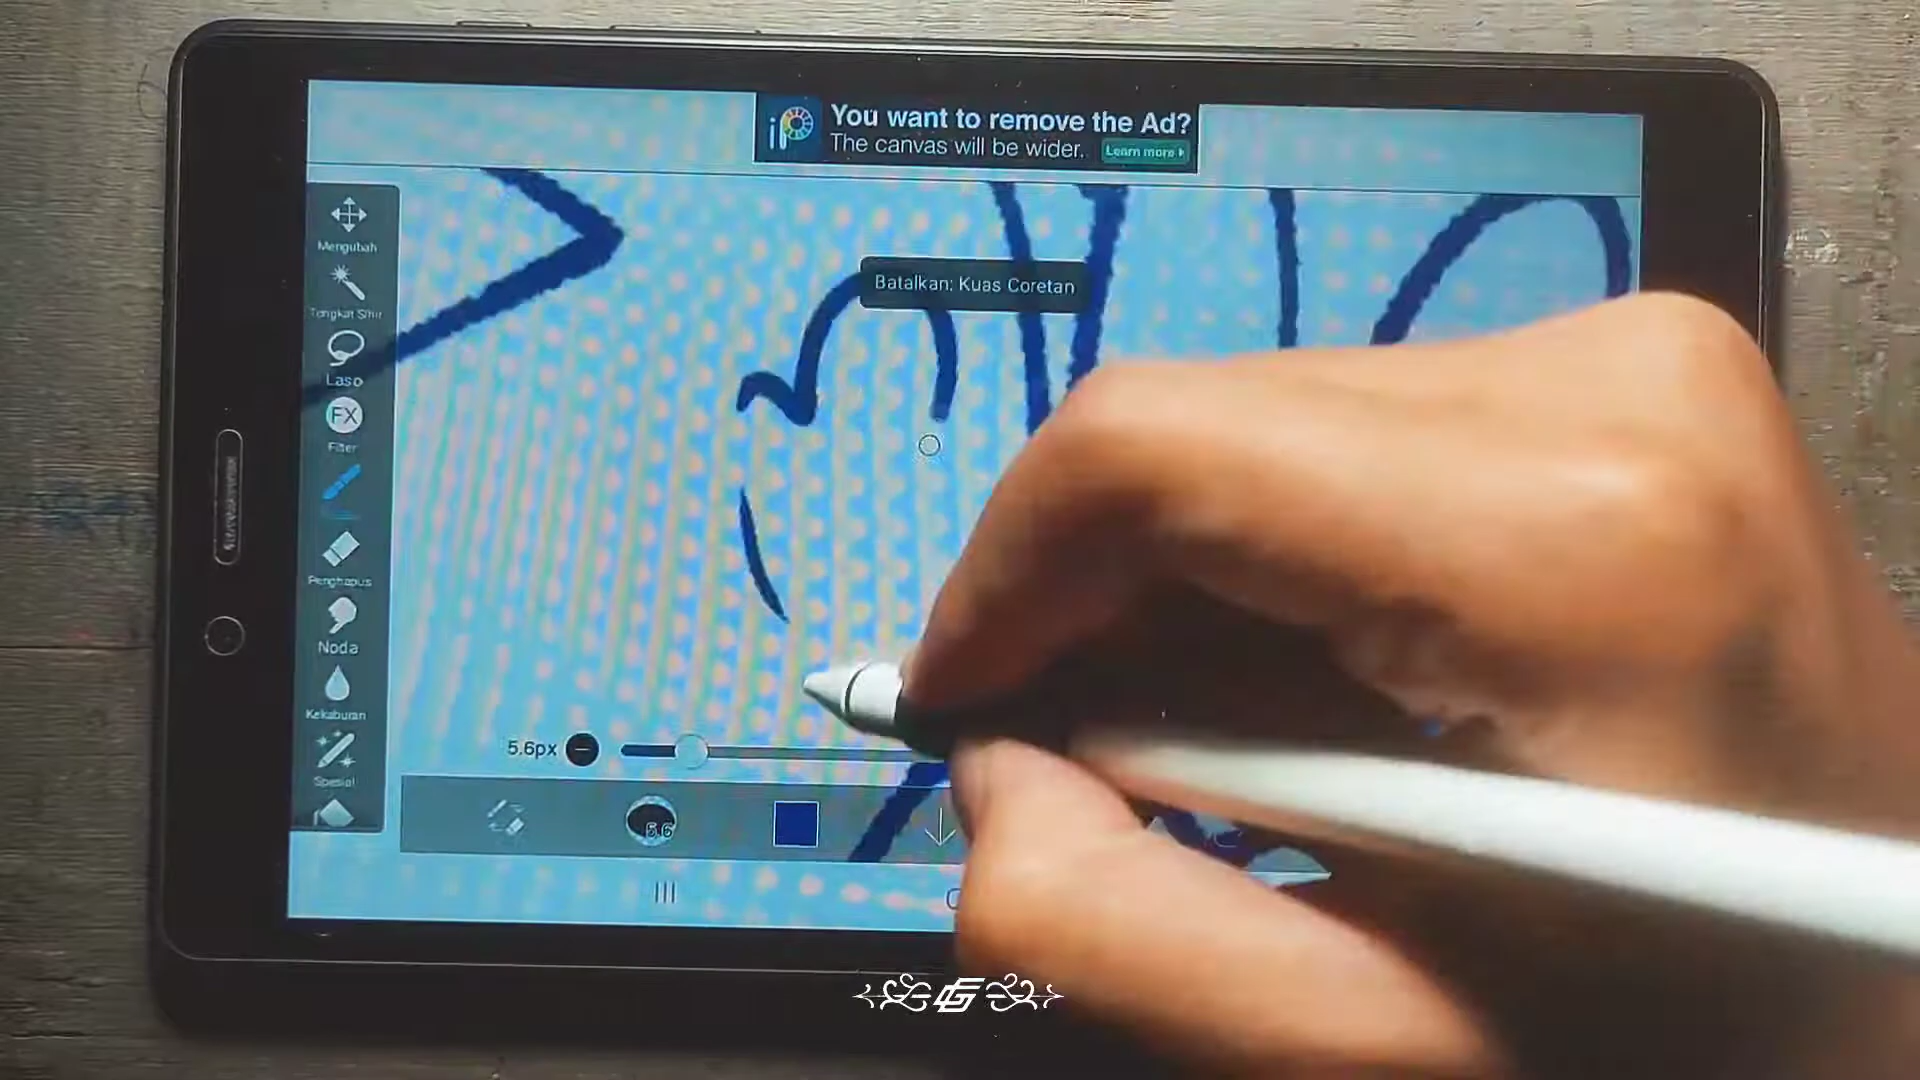 You want to remove the Ad?
The canvas will be wider. Learn more
Mengubah
Batalkan: Kuas Coretan
Tongkat Sihir
Laso
FX
Filter
Penghapus
Noda
Kekaburan
5.6px
Spesial
5.6